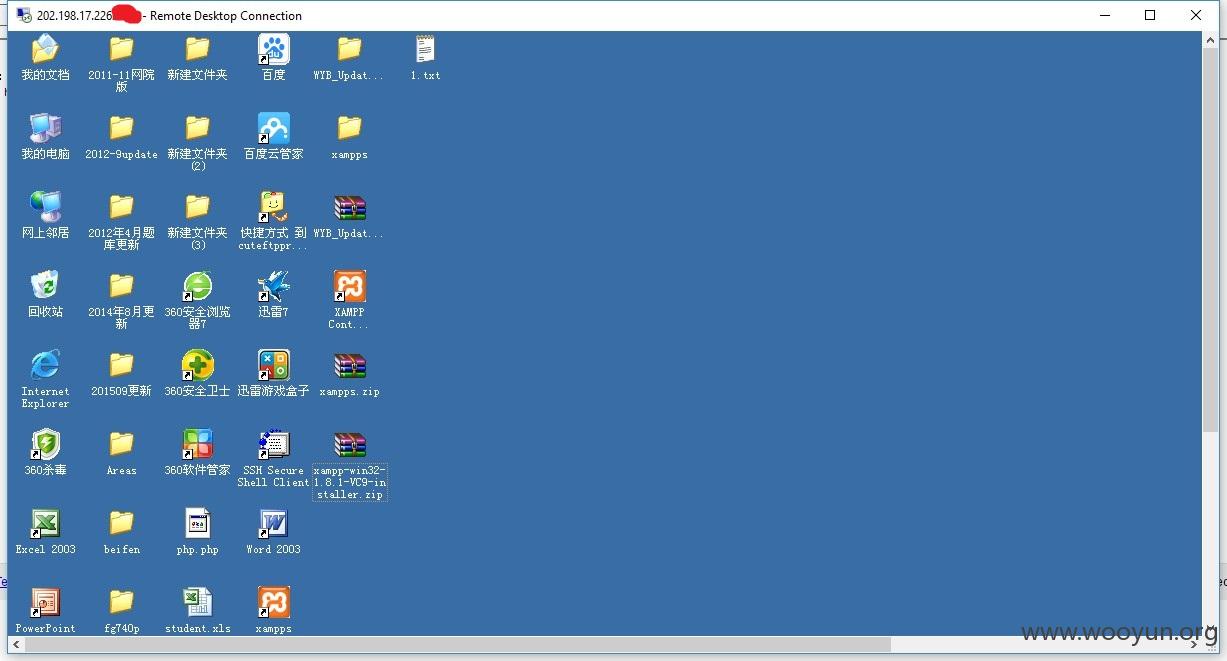 202.198.17.226 - Remote Desktop Connection
我的文档
2011-11网院版
新建文件夹
百度
WYB_Updat...
1.txt
我的电脑
2012-9update
新建文件夹
(2)
百度云管家
xampps
网上邻居
2012年4月题
库更新
新建文件夹
(3)
快捷方式 到
cuteftppr...
WYB_Updat...
回收站
2014年8月更
新
360安全浏览
器7
迅雷7
XAMPP
Cont...
Internet
Explorer
201509更新
360安全卫士
迅雷游戏盒子
xampps.zip
360杀毒
Areas
360软件管家
SSH Secure
Shell Client
xampp-win32-
1.8.1-VC9-in
staller.zip
Excel 2003
beifen
php.php
Word 2003
PowerPoint
fg740p
student.xls
xampps
www.wooyun.org